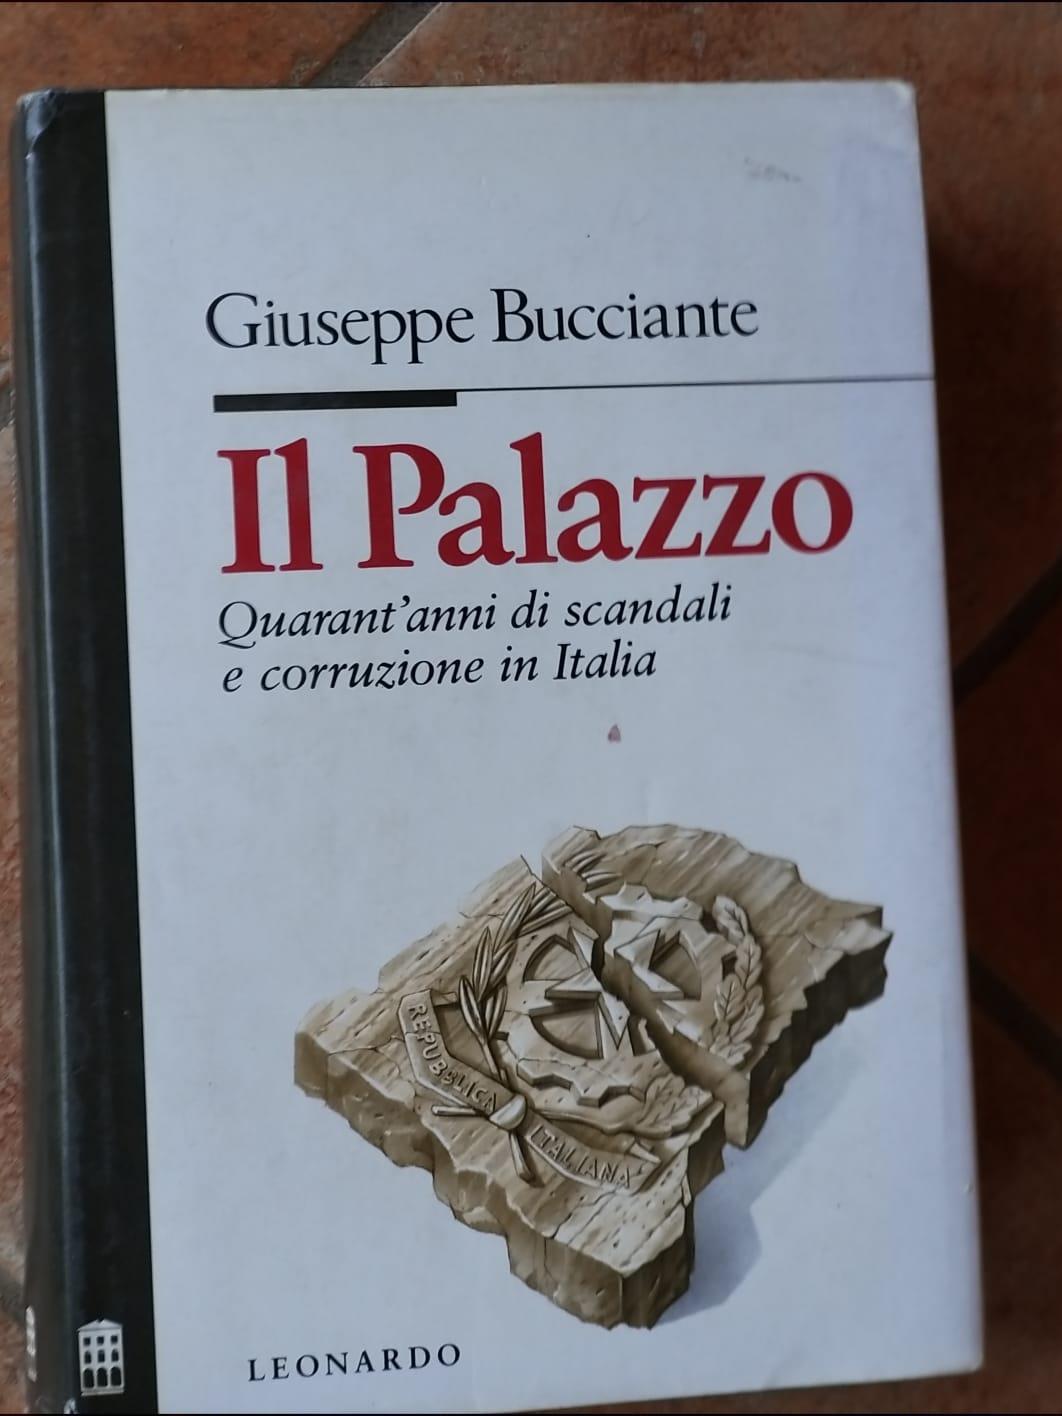 Giuseppe Bucciante
Il Palazzo
Quarant'anni di scandali
e corruzione in Italia
REPUBBLICA
ITALIANA
LEONARDO